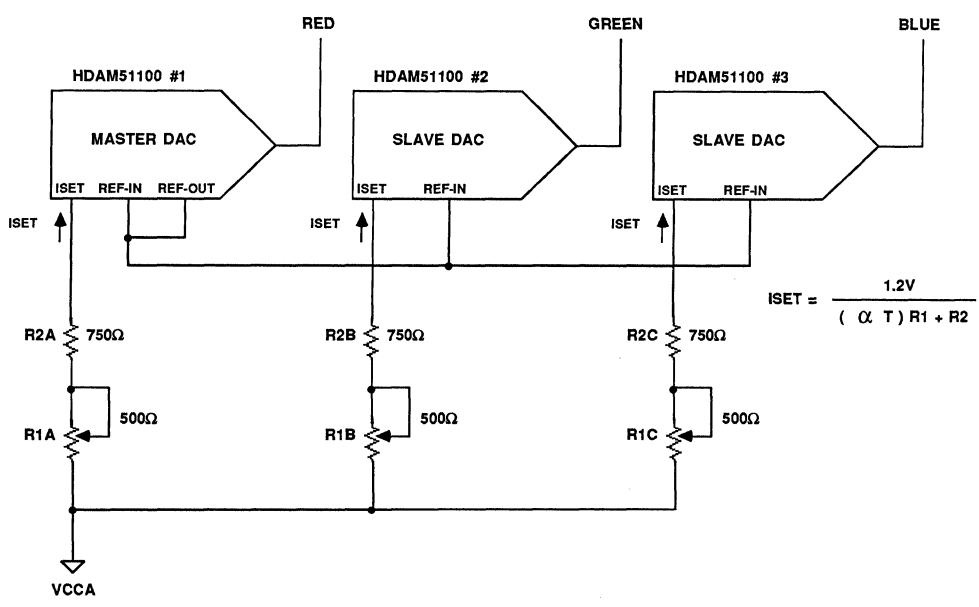 RED
GREEN
BLUE
HDAM51100 #1
HDAM51100 #2
HDAM51100 #3
MASTER DAC
SLAVE DAC
SLAVE DAC
ISET REF-IN REF-OUT
ISET REF-IN
ISET REF-IN
ISET
ISET
ISET
ISET = 1.2V
( α T ) R1 + R2
R2A 750Ω
R2B 750Ω
R2C 750Ω
500Ω
500Ω
500Ω
R1A
R1B
R1C
VCCA